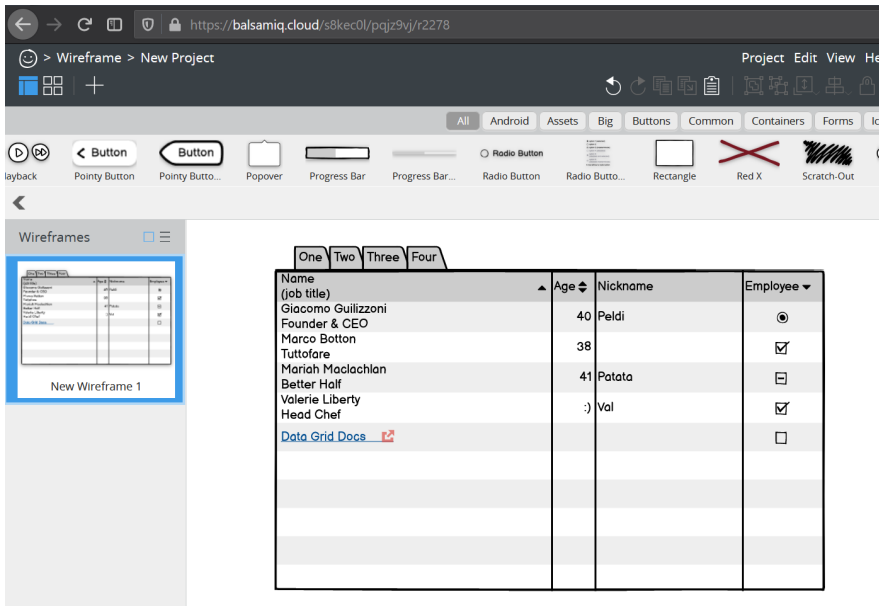 https://balsamiq.cloud/s8kec0l/pqjz9vj/r2278
> Wireframe > New Project
Project Edit View He
All Android Assets Big Buttons Common Containers Forms Ic
Button Button Radio Button
layback Pointy Button Pointy Butto... Popover Progress Bar Progress Bar... Radio Button Radio Butto... Rectangle Red X Scratch-Out
Wireframes
New Wireframe 1
One Two Three Four
Name
(job title)
Age Nickname Employee
Giacomo Guilizzoni
Founder & CEO
40 Peldi
Marco Botton
Tuttofare
38
Mariah Maclachlan
Better Half
41 Patata
Valerie Liberty
Head Chef
:) Val
Data Grid Docs